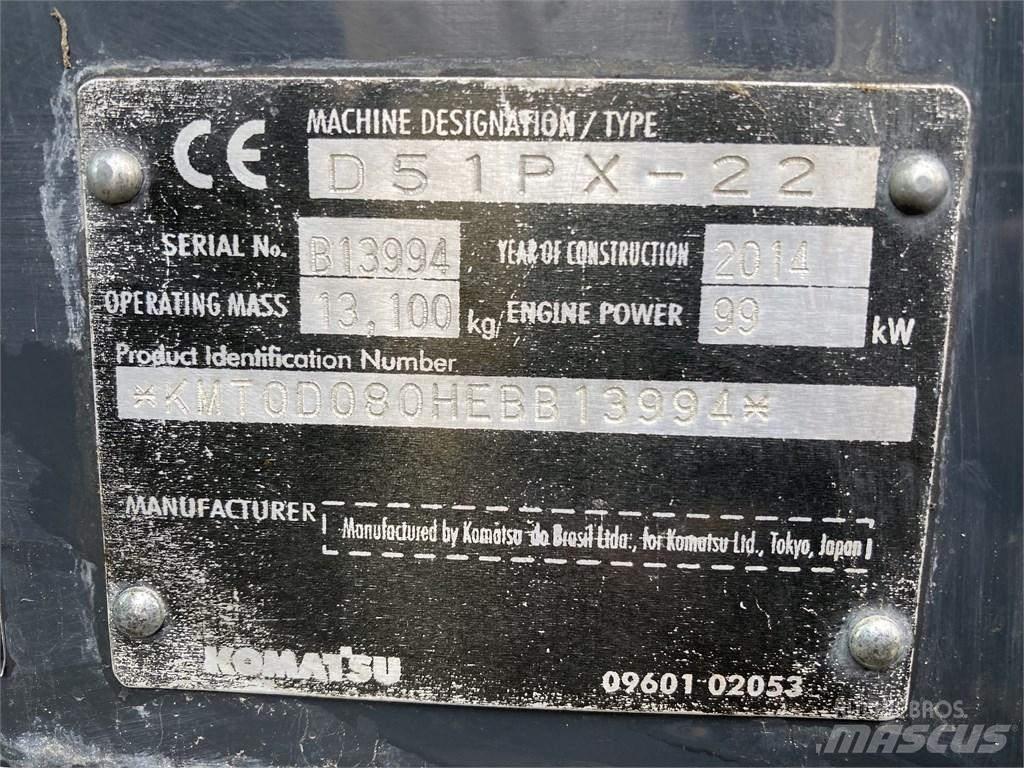 CE MACHINE DESIGNATION / TYPE
D51PX-22
SERIAL No. B13994 YEAR OF CONSTRUCTION 2014
OPERATING MASS 13,100 kg ENGINE POWER 99 kW
Product Identification Number
*KMT0D080HEBB13994*
MANUFACTURER Manufactured by Komatsu do Brasil Ltda., for Komatsu Ltd., Tokyo, Japan
KOMATSU 09601 02053
AURE BROS.
MASCUS